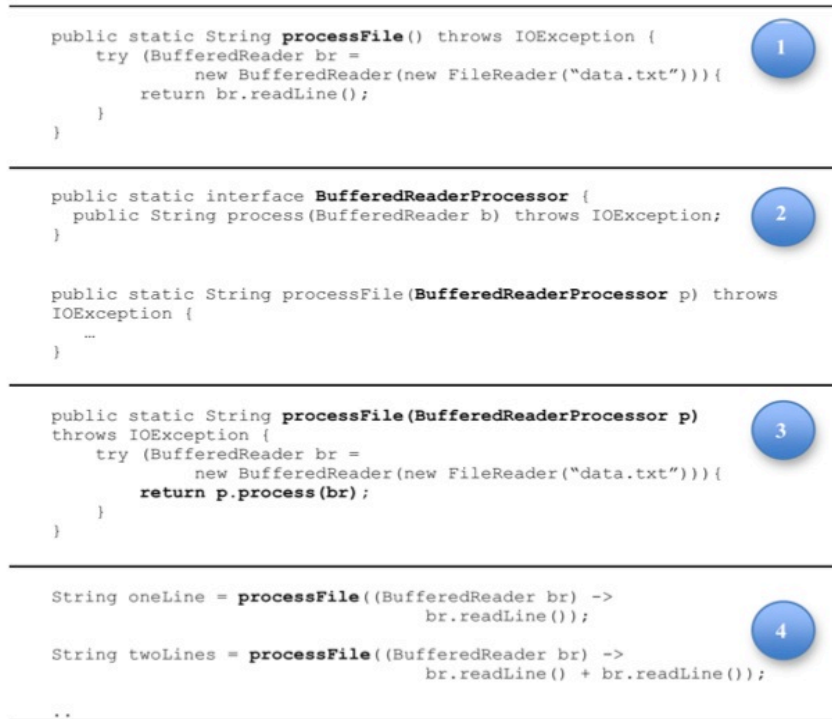 public static String processFile() throws IOException {
try (BufferedReader br =
new BufferedReader(new FileReader(“data.txt”))){
return br.readLine();
}
}
1
public static interface BufferedReaderProcessor {
public String process(BufferedReader b) throws IOException;
}
2
public static String processFile(BufferedReaderProcessor p) throws
IOException {
…
}
public static String processFile(BufferedReaderProcessor p)
throws IOException {
try (BufferedReader br =
new BufferedReader(new FileReader(“data.txt”))){
return p.process(br);
}
}
3
String oneLine = processFile((BufferedReader br) ->
br.readLine());
String twoLines = processFile((BufferedReader br) ->
br.readLine() + br.readLine());
4
..